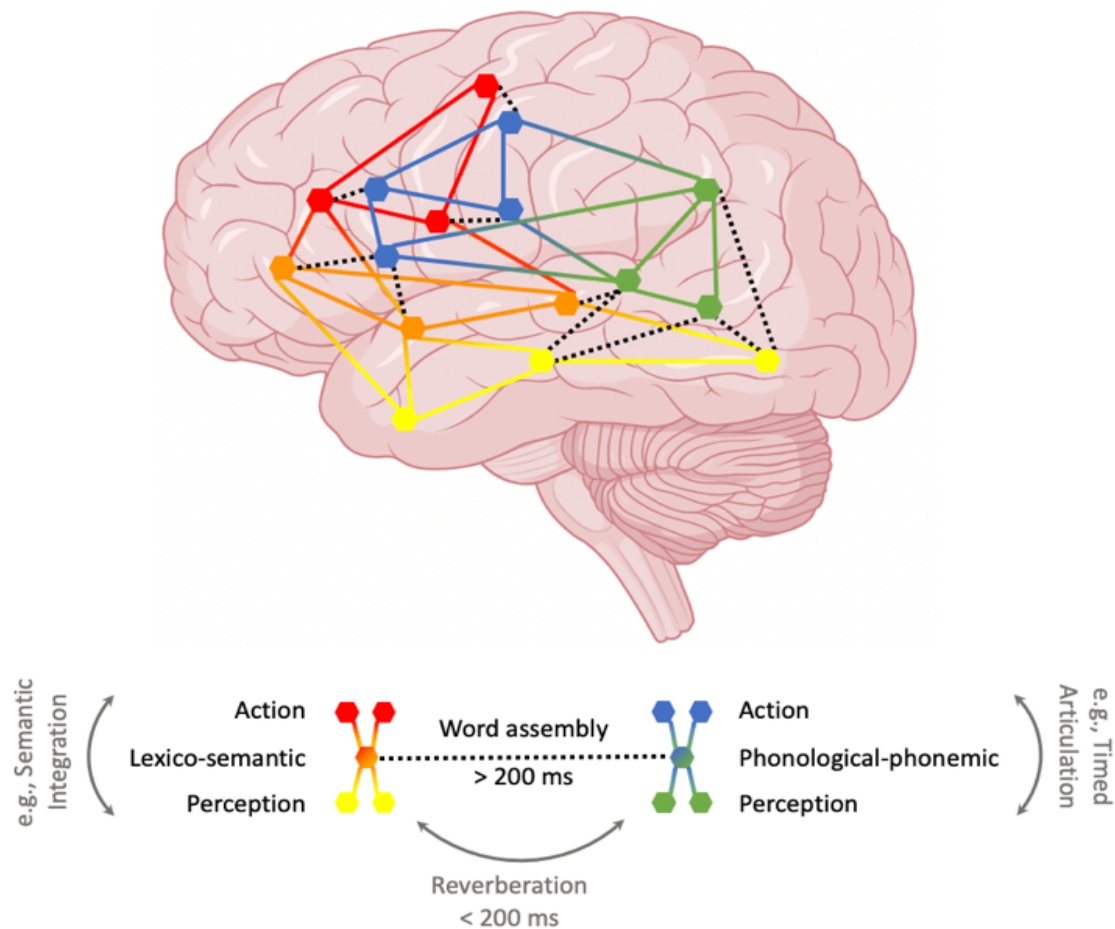 e.g., Semantic
Integration
Action
Lexico-semantic
Perception
Word assembly
> 200 ms
Action
Phonological-phonemic
Perception
e.g., Timed
Articulation
Reverberation
< 200 ms